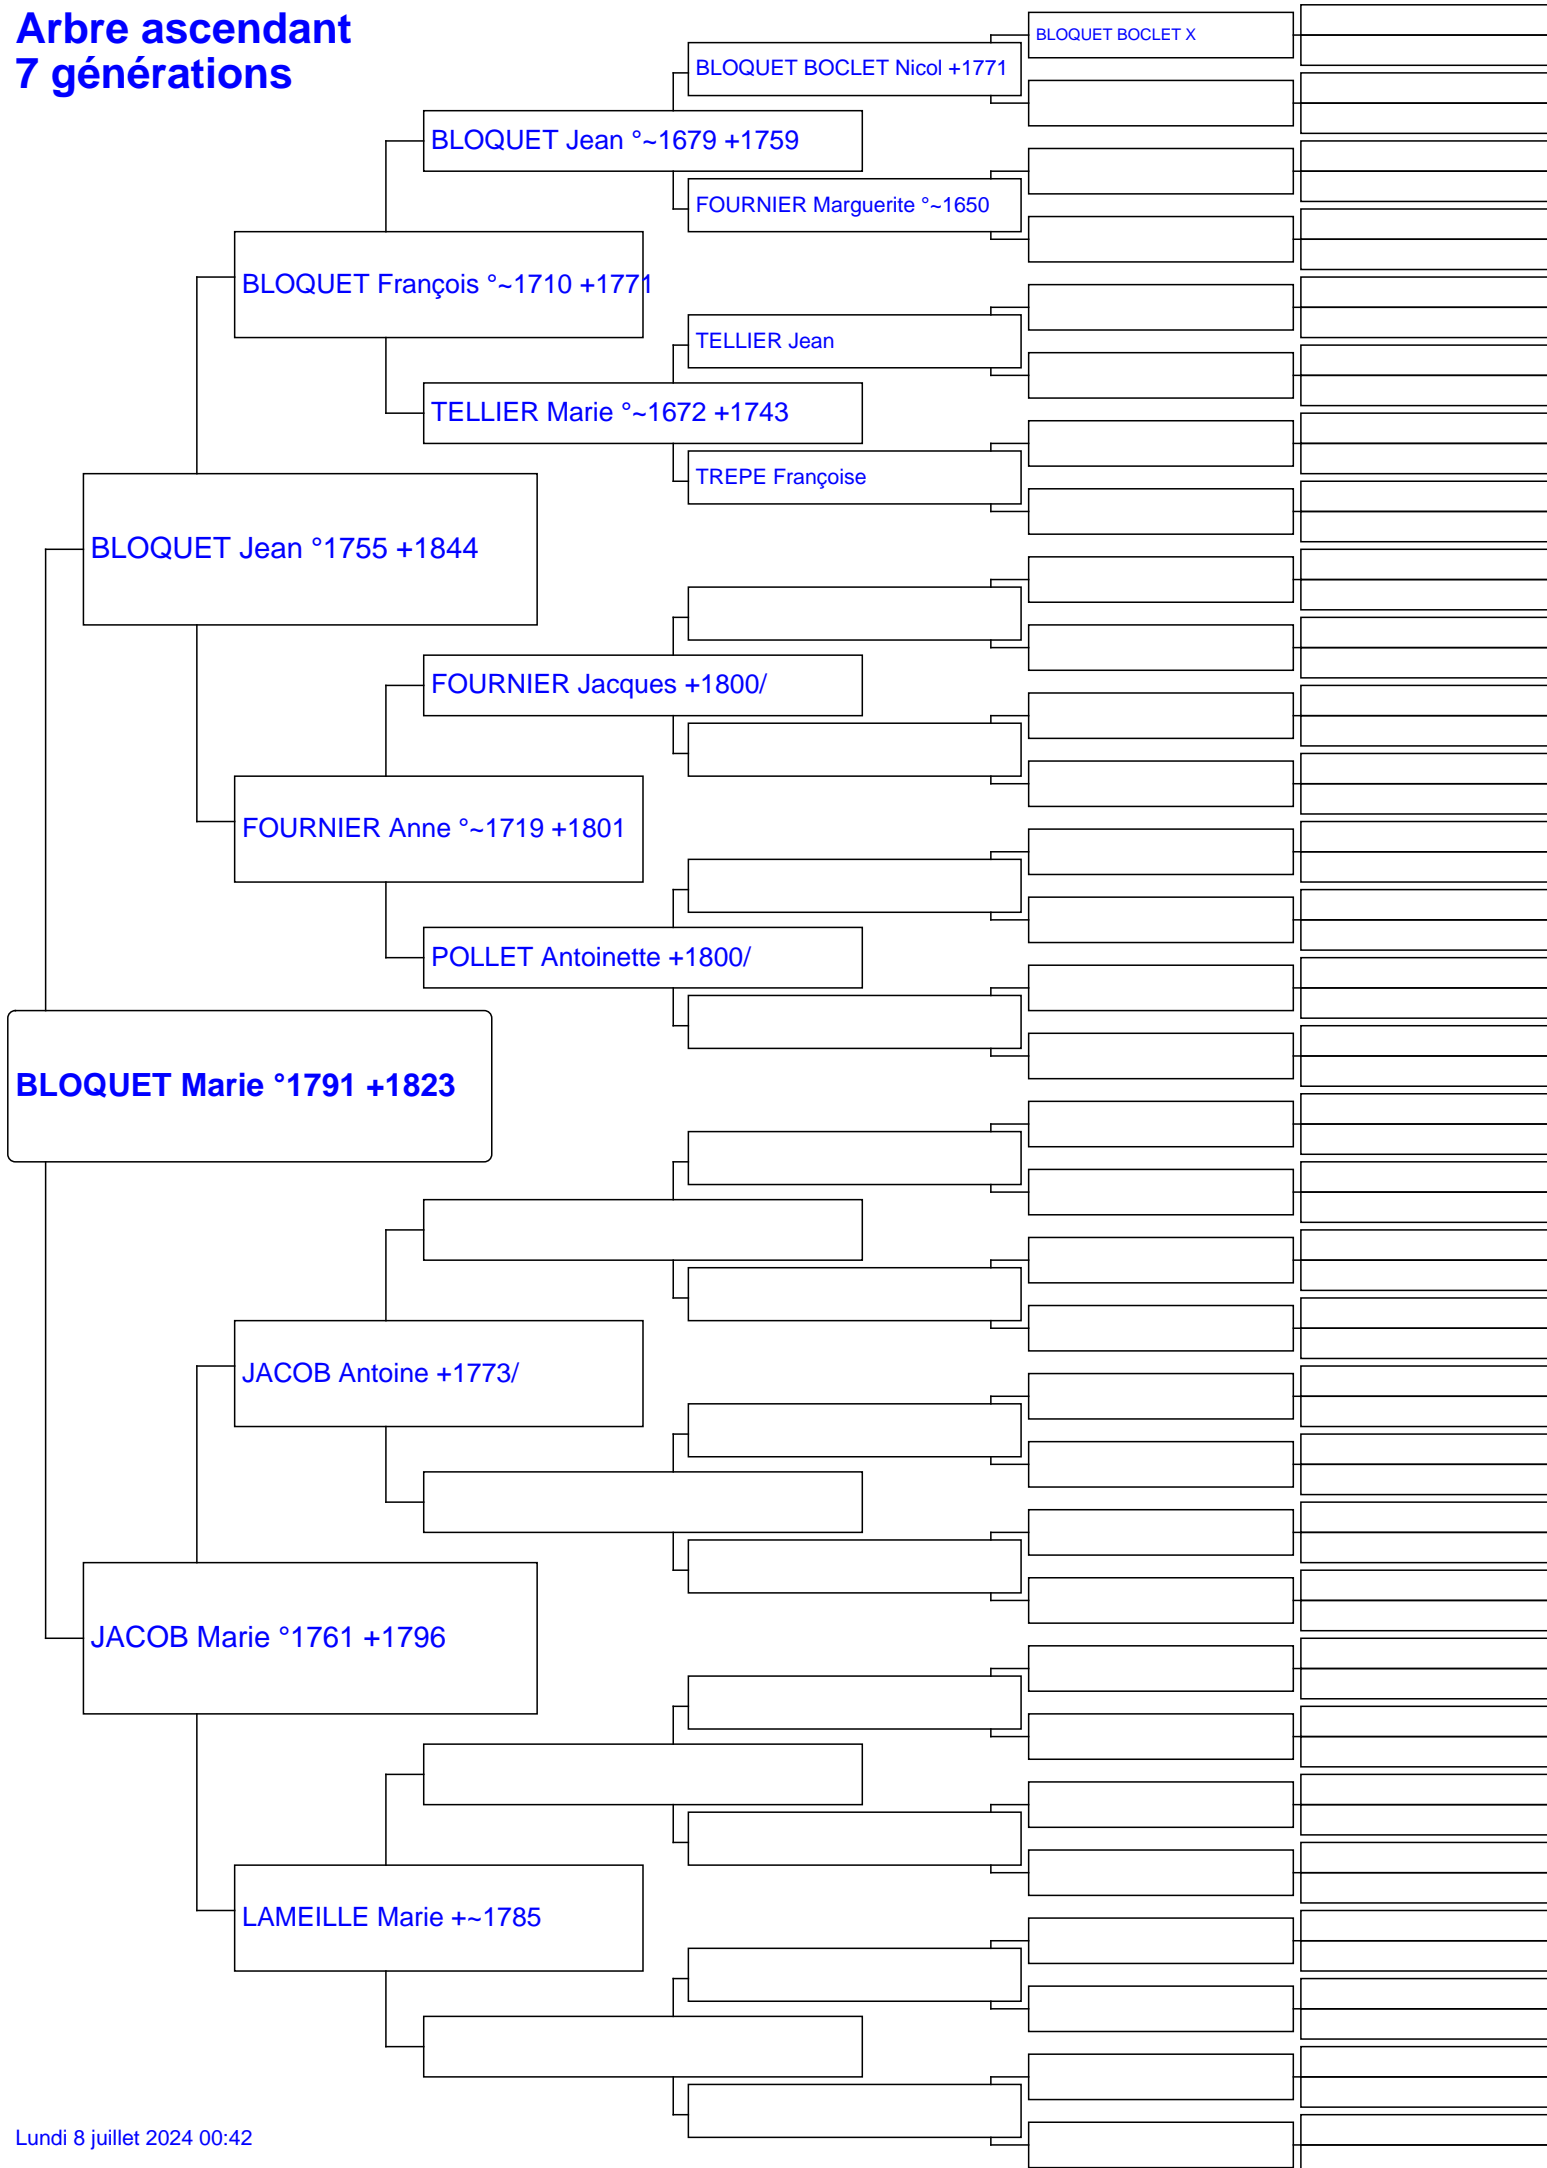 Arbre ascendant
7 générations
BLOQUET BOCLET X
BLOQUET BOCLET Nicol +1771
BLOQUET Jean °~1679 +1759
FOURNIER Marguerite °~1650
BLOQUET François °~1710 +1771
TELLIER Jean
TELLIER Marie °~1672 +1743
TREPE Françoise
BLOQUET Jean °1755 +1844
FOURNIER Jacques +1800/
FOURNIER Anne °~1719 +1801
POLLET Antoinette +1800/
BLOQUET Marie °1791 +1823
JACOB Antoine +1773/
JACOB Marie °1761 +1796
LAMEILLE Marie +~1785
Lundi 8 juillet 2024 00:42